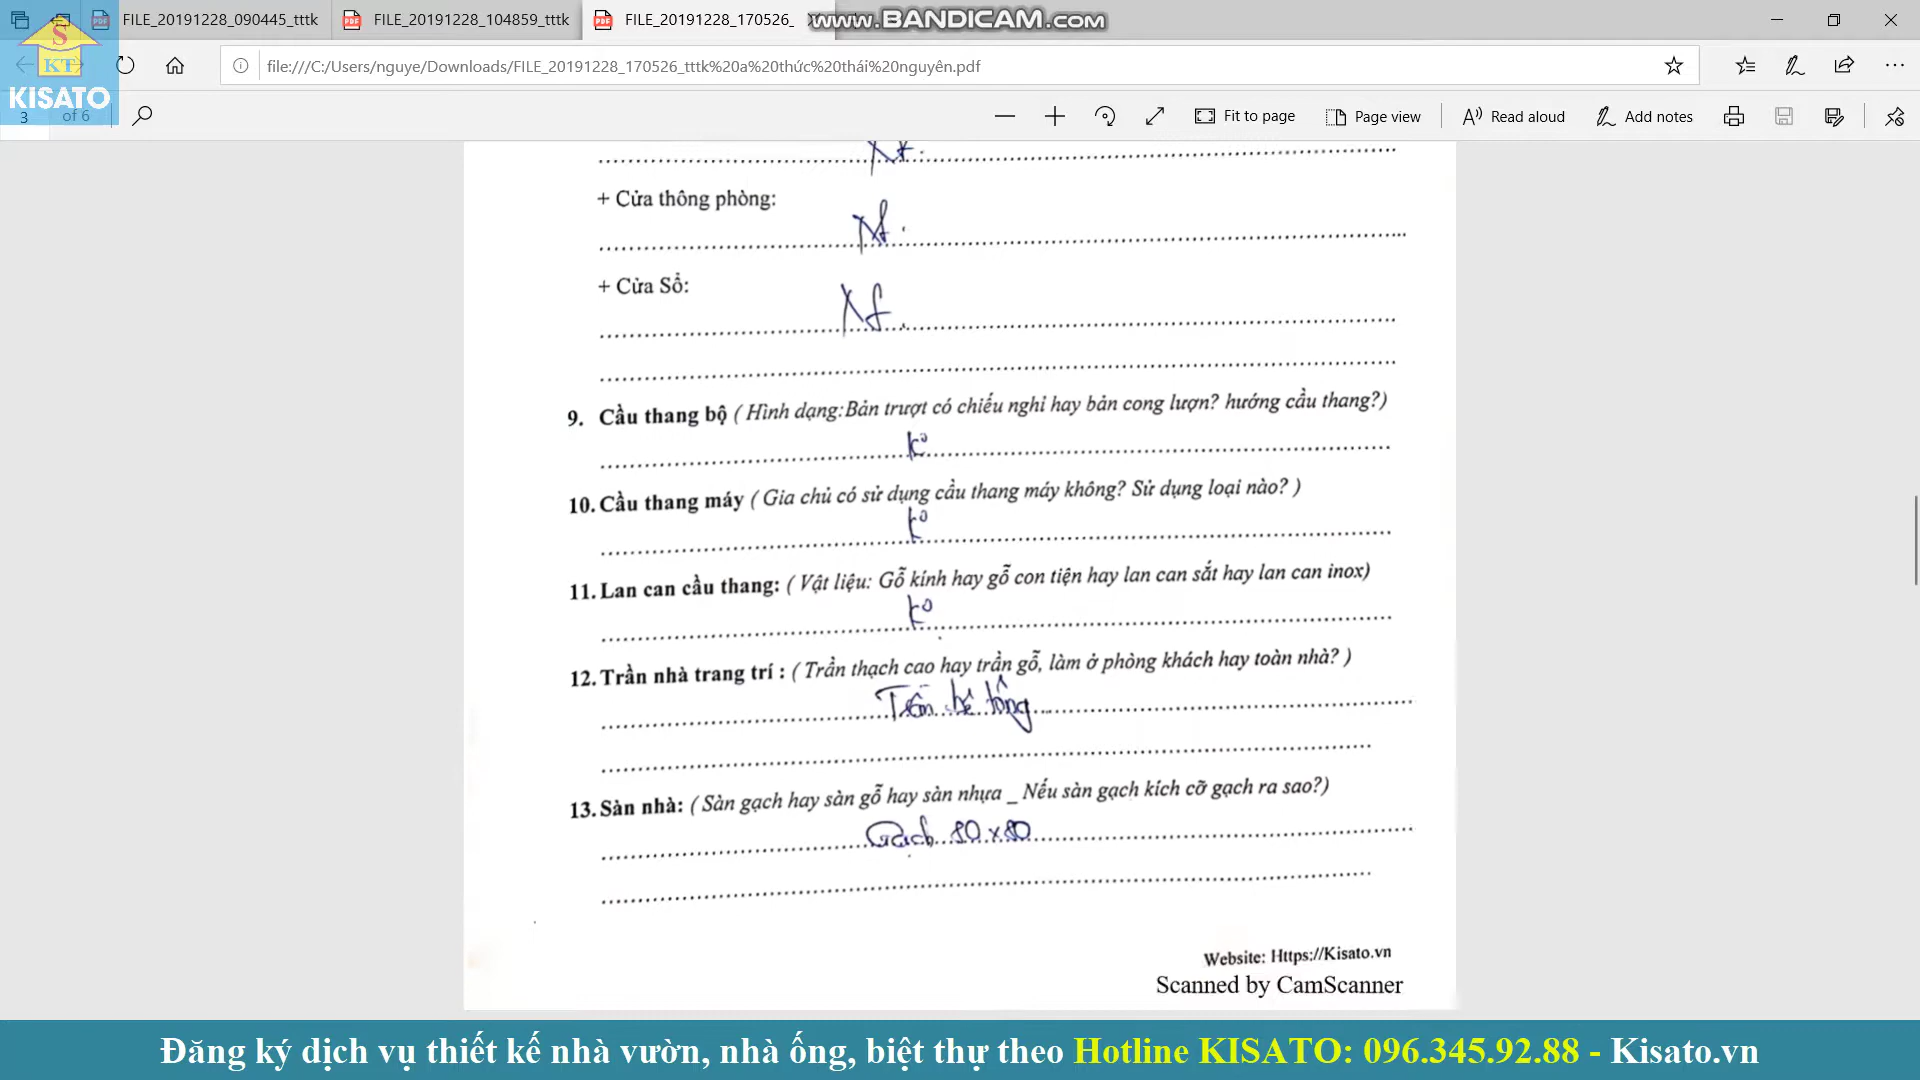 FILE_20191228_090445_tttk
FILE_20191228_104859_tttk
FILE_20191228_170526_
www.BANDICAM.com
file:///C:/Users/nguye/Downloads/FILE_20191228_170526_tttk%20a%20thức%20thái%20nguyên.pdf
S
KT
KISATO
3 of 6
Fit to page
Page view
Read aloud
Add notes
+ Cửa thông phòng:
+ Cửa Sổ:
9. Cầu thang bộ ( Hình dạng:Bản trượt có chiếu nghỉ hay bản cong lượn? hướng cầu thang?)
k⁰
10. Cầu thang máy ( Gia chủ có sử dụng cầu thang máy không? Sử dụng loại nào? )
k⁰
11. Lan can cầu thang: ( Vật liệu: Gỗ kính hay gỗ con tiện hay lan can sắt hay lan can inox)
k⁰
12. Trần nhà trang trí : ( Trần thạch cao hay trần gỗ, làm ở phòng khách hay toàn nhà? )
Trần bê tông
13. Sàn nhà: ( Sàn gạch hay sàn gỗ hay sàn nhựa _ Nếu sàn gạch kích cỡ gạch ra sao?)
Gạch 80 x 80
Website: Https://Kisato.vn
Scanned by CamScanner
Đăng ký dịch vụ thiết kế nhà vườn, nhà ống, biệt thự theo Hotline KISATO: 096.345.92.88 - Kisato.vn